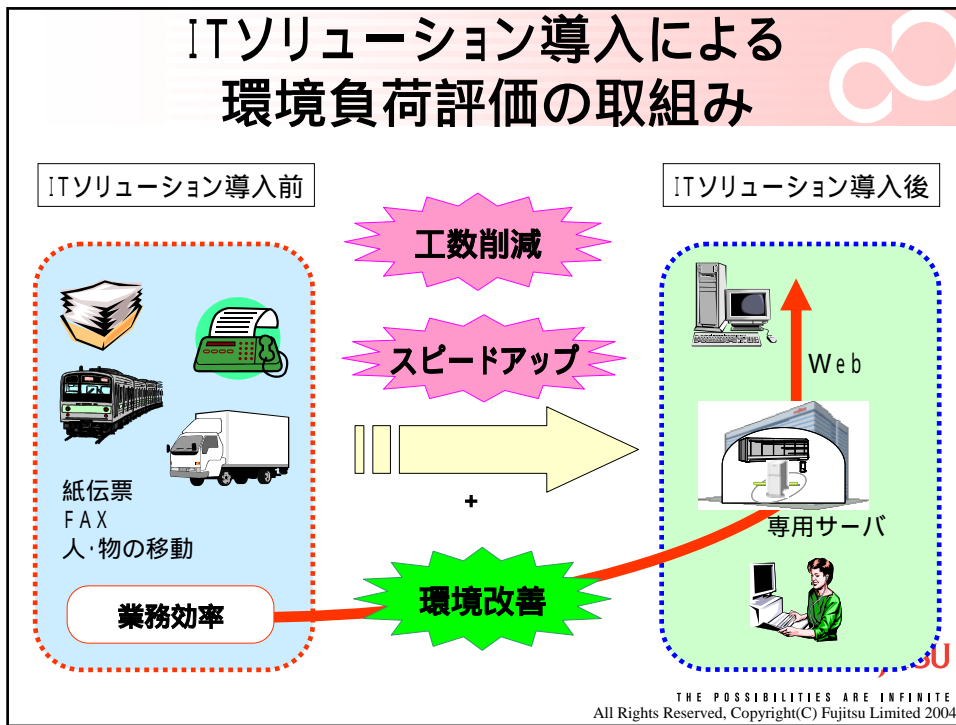 ITソリューション導入による
環境負荷評価の取組み
ITソリューション導入前
ITソリューション導入後
工数削減
スピードアップ
Web
紙伝票
FAX
人・物の移動
+
専用サーバ
業務効率
環境改善
THE POSSIBILITIES ARE INFINITE
All Rights Reserved, Copyright(C) Fujitsu Limited 2004